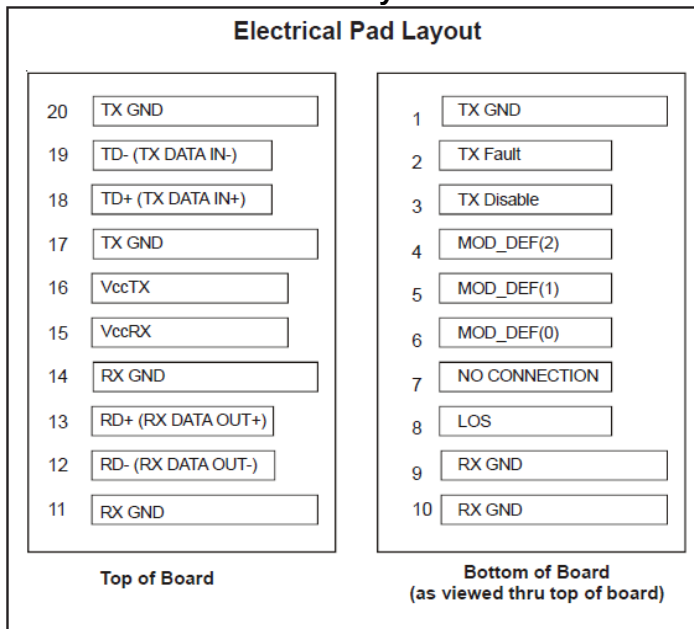 Electrical Pad Layout
20 TX GND
19 TD- (TX DATA IN-)
18 TD+ (TX DATA IN+)
17 TX GND
16 VccTX
15 VccRX
14 RX GND
13 RD+ (RX DATA OUT+)
12 RD- (RX DATA OUT-)
11 RX GND
Top of Board
1 TX GND
2 TX Fault
3 TX Disable
4 MOD_DEF(2)
5 MOD_DEF(1)
6 MOD_DEF(0)
7 NO CONNECTION
8 LOS
9 RX GND
10 RX GND
Bottom of Board
(as viewed thru top of board)